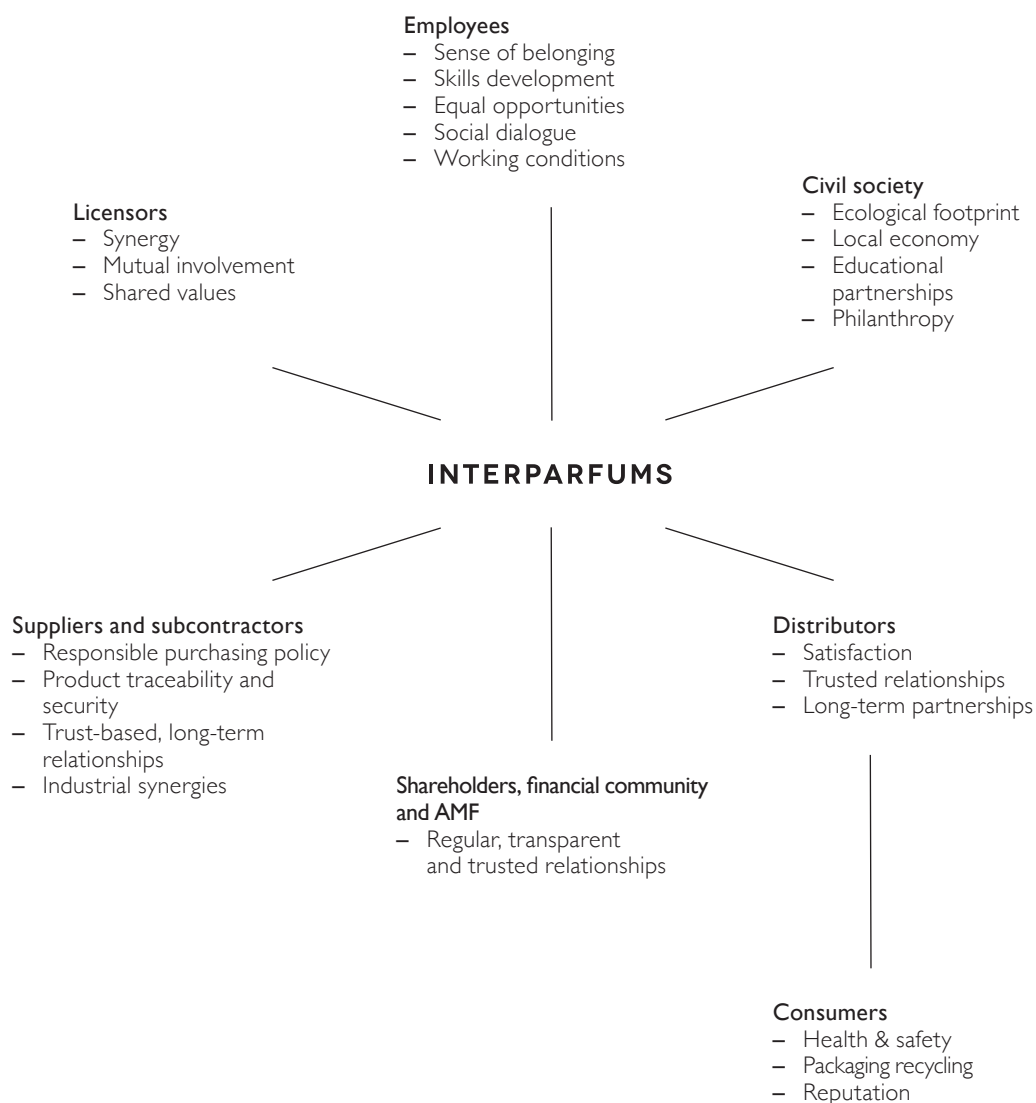 Employees
– Sense of belonging
– Skills development
– Equal opportunities
– Social dialogue
– Working conditions
Civil society
– Ecological footprint
– Local economy
– Educational
partnerships
– Philanthropy
Licensors
– Synergy
– Mutual involvement
– Shared values
INTERPARFUMS
Suppliers and subcontractors
– Responsible purchasing policy
– Product traceability and
security
– Trust-based, long-term
relationships
– Industrial synergies
Distributors
– Satisfaction
– Trusted relationships
– Long-term partnerships
Shareholders, financial community
and AMF
– Regular, transparent
and trusted relationships
Consumers
– Health & safety
– Packaging recycling
– Reputation